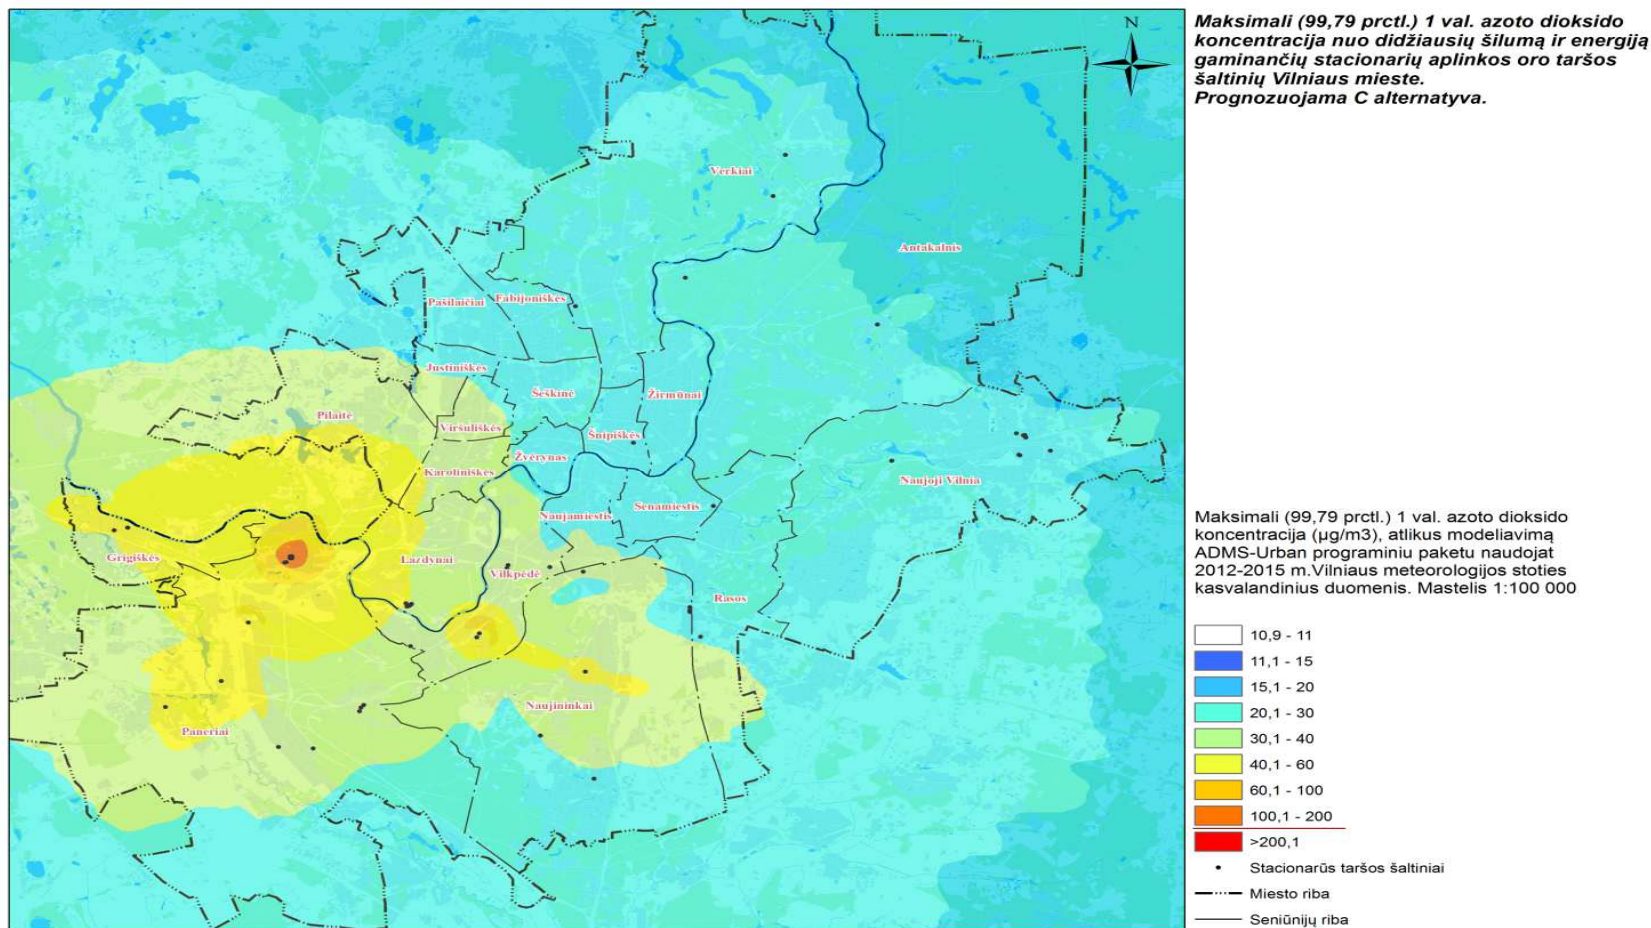 Maksimali (99,79 prctl.) 1 val. azoto dioksido
koncentracija nuo didžiausių šilumą ir energiją
gaminančių stacionarių aplinkos oro taršos
šaltinių Vilniaus mieste.
Prognozuojama C alternatyva.
N
Verkiai
Antakalnis
Pašilaičiai
Fabijoniškės
Justiniškės
Šeškinė
Žirmūnai
Pilaitė
Viršuliškės
Šnipiškės
Žvėrynas
Karoliniškės
Naujoji Vilnia
Senamiestis
Naujamiestis
Grigiškės
Lazdynai
Vilkpėdė
Rasos
Naujininkai
Paneriai
Maksimali (99,79 prctl.) 1 val. azoto dioksido
koncentracija (µg/m3), atlikus modeliavimą
ADMS-Urban programiniu paketu naudojat
2012-2015 m.Vilniaus meteorologijos stoties
kasvalandinius duomenis. Mastelis 1:100 000
10,9 - 11
11,1 - 15
15,1 - 20
20,1 - 30
30,1 - 40
40,1 - 60
60,1 - 100
100,1 - 200
>200,1
Stacionarūs taršos šaltiniai
Miesto riba
Seniūnijų riba